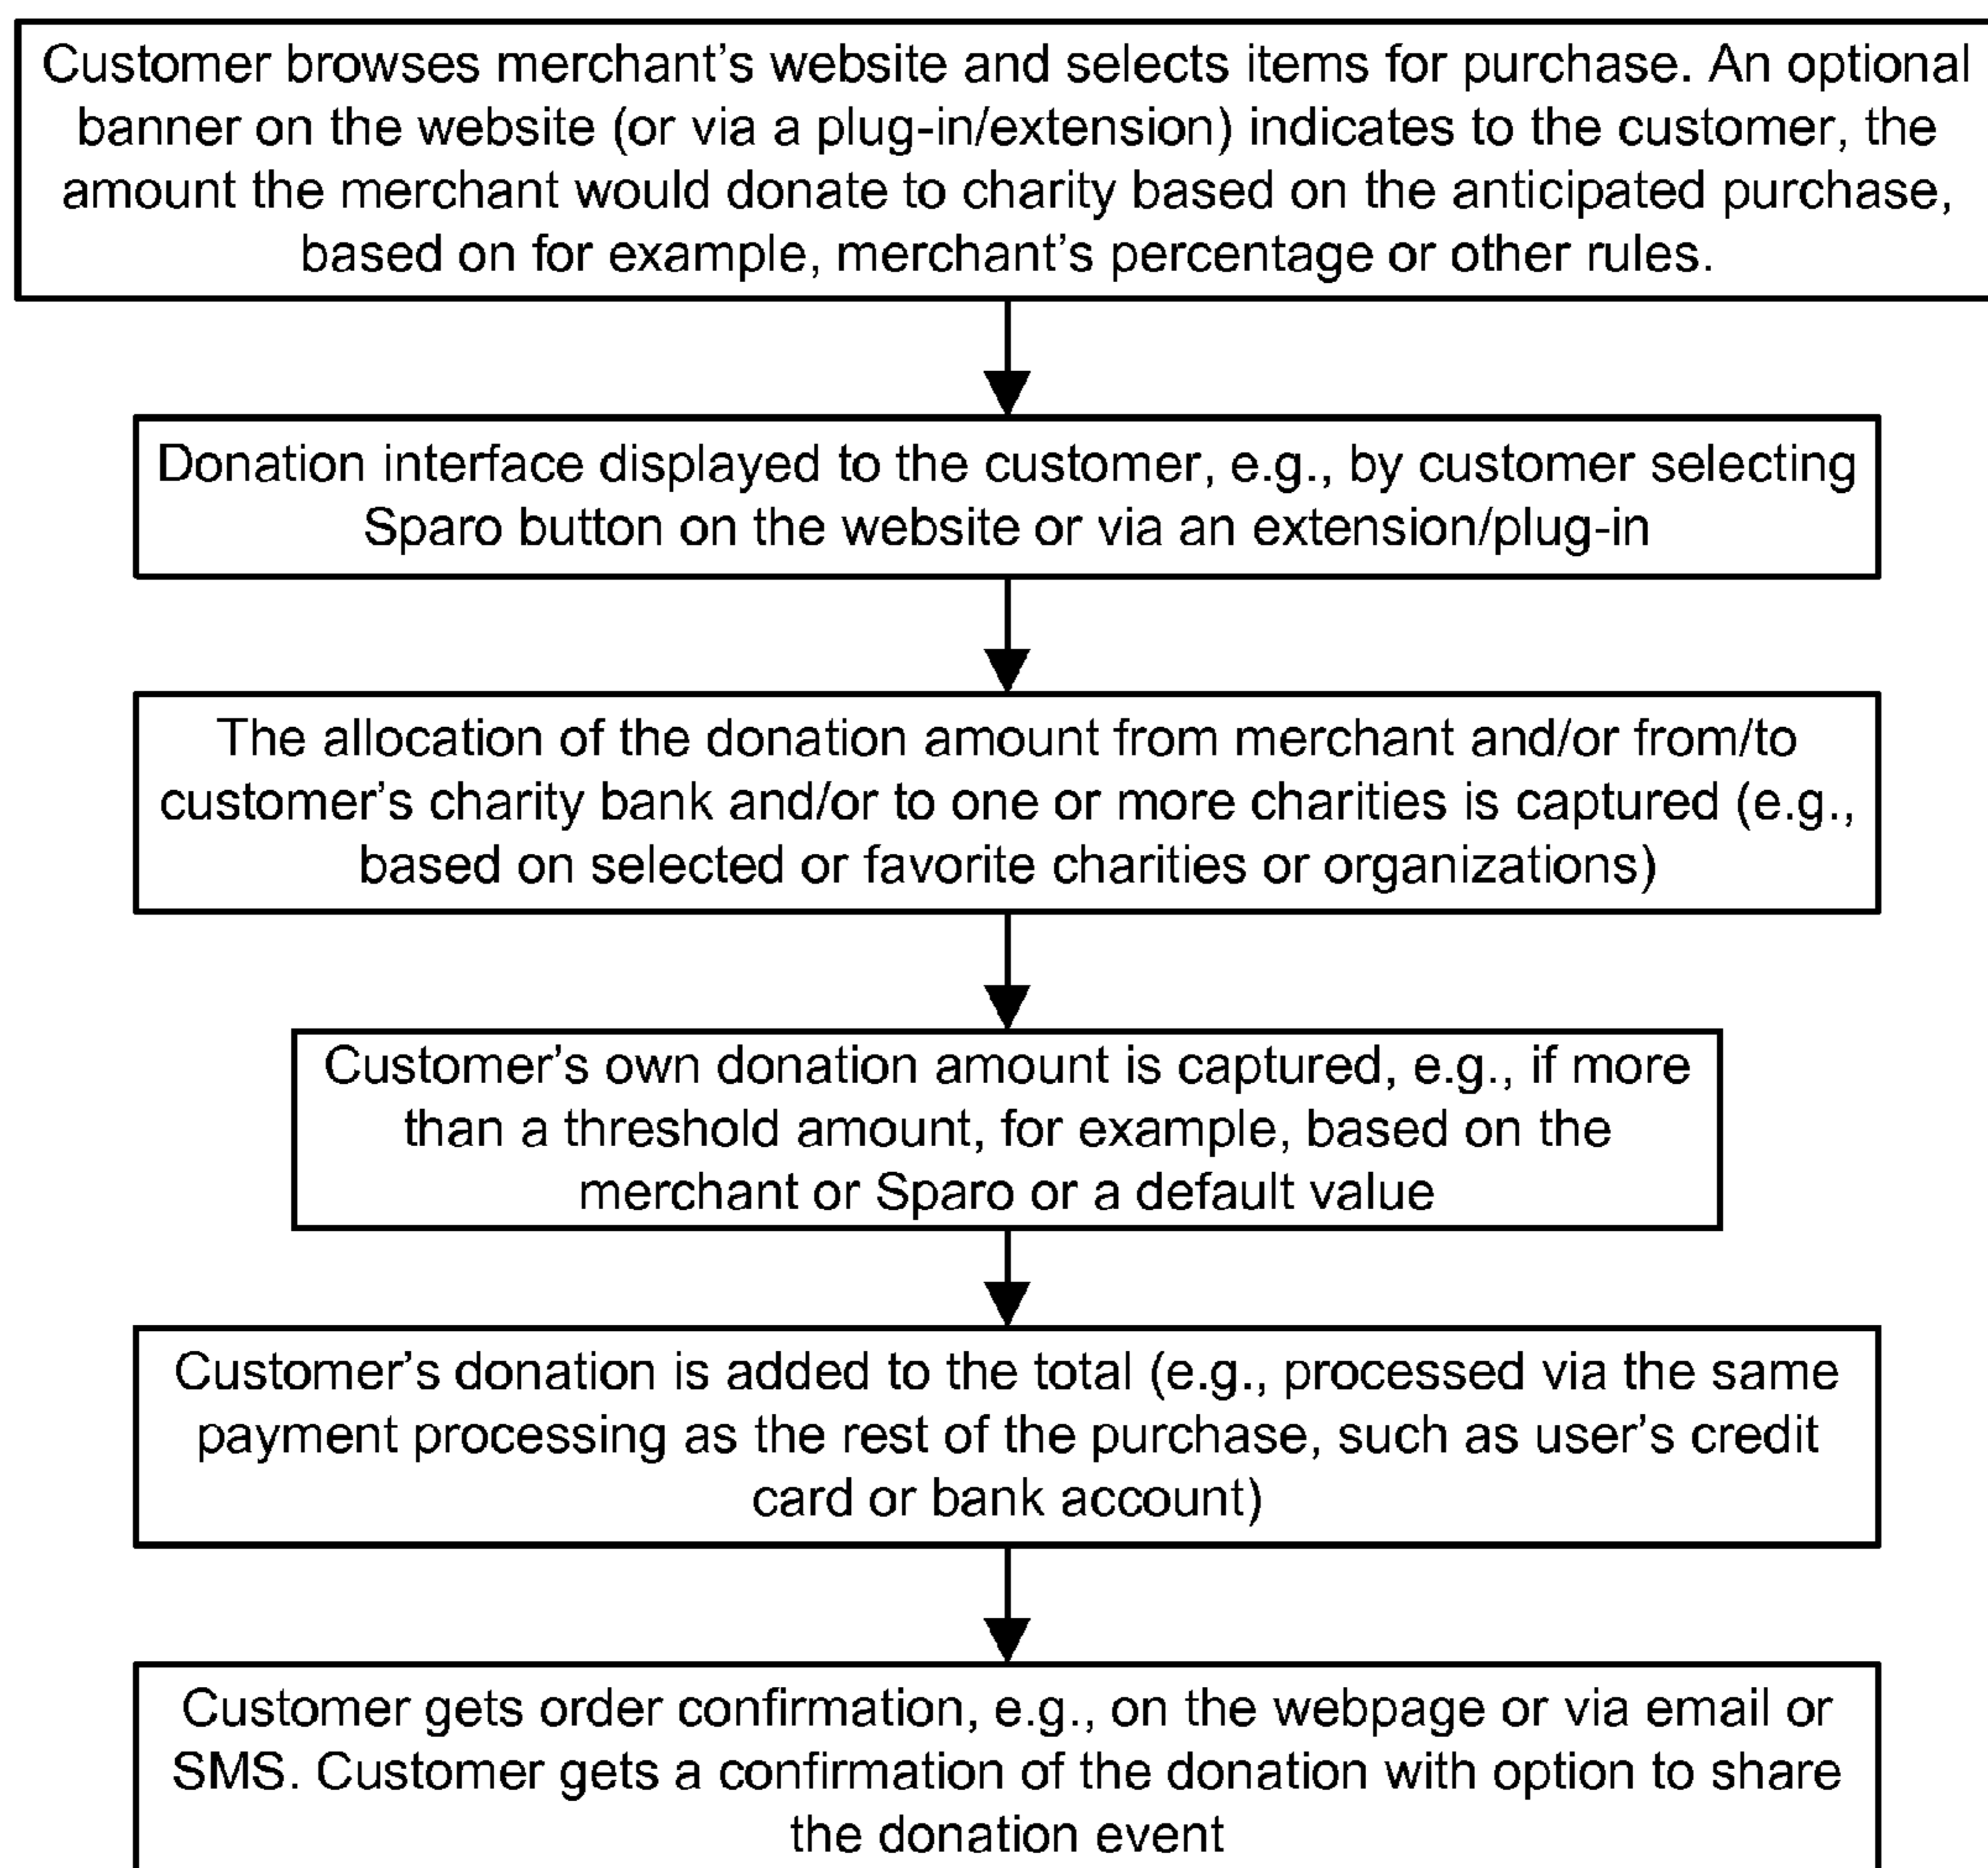 Customer browses merchant's website and selects items for purchase. An optional
banner on the website (or via a plug-in/extension) indicates to the customer, the
amount the merchant would donate to charity based on the anticipated purchase,
based on for example, merchant's percentage or other rules.
Donation interface displayed to the customer, e.g., by customer selecting
Sparo button on the website or via an extension/plug-in
The allocation of the donation amount from merchant and/or from/to
customer's charity bank and/or to one or more charities is captured (e.g.,
based on selected or favorite charities or organizations)
Customer's own donation amount is captured, e.g., if more
than a threshold amount, for example, based on the
merchant or Sparo or a default value
Customer's donation is added to the total (e.g., processed via the same
payment processing as the rest of the purchase, such as user's credit
card or bank account)
Customer gets order confirmation, e.g., on the webpage or via email or
SMS. Customer gets a confirmation of the donation with option to share
the donation event